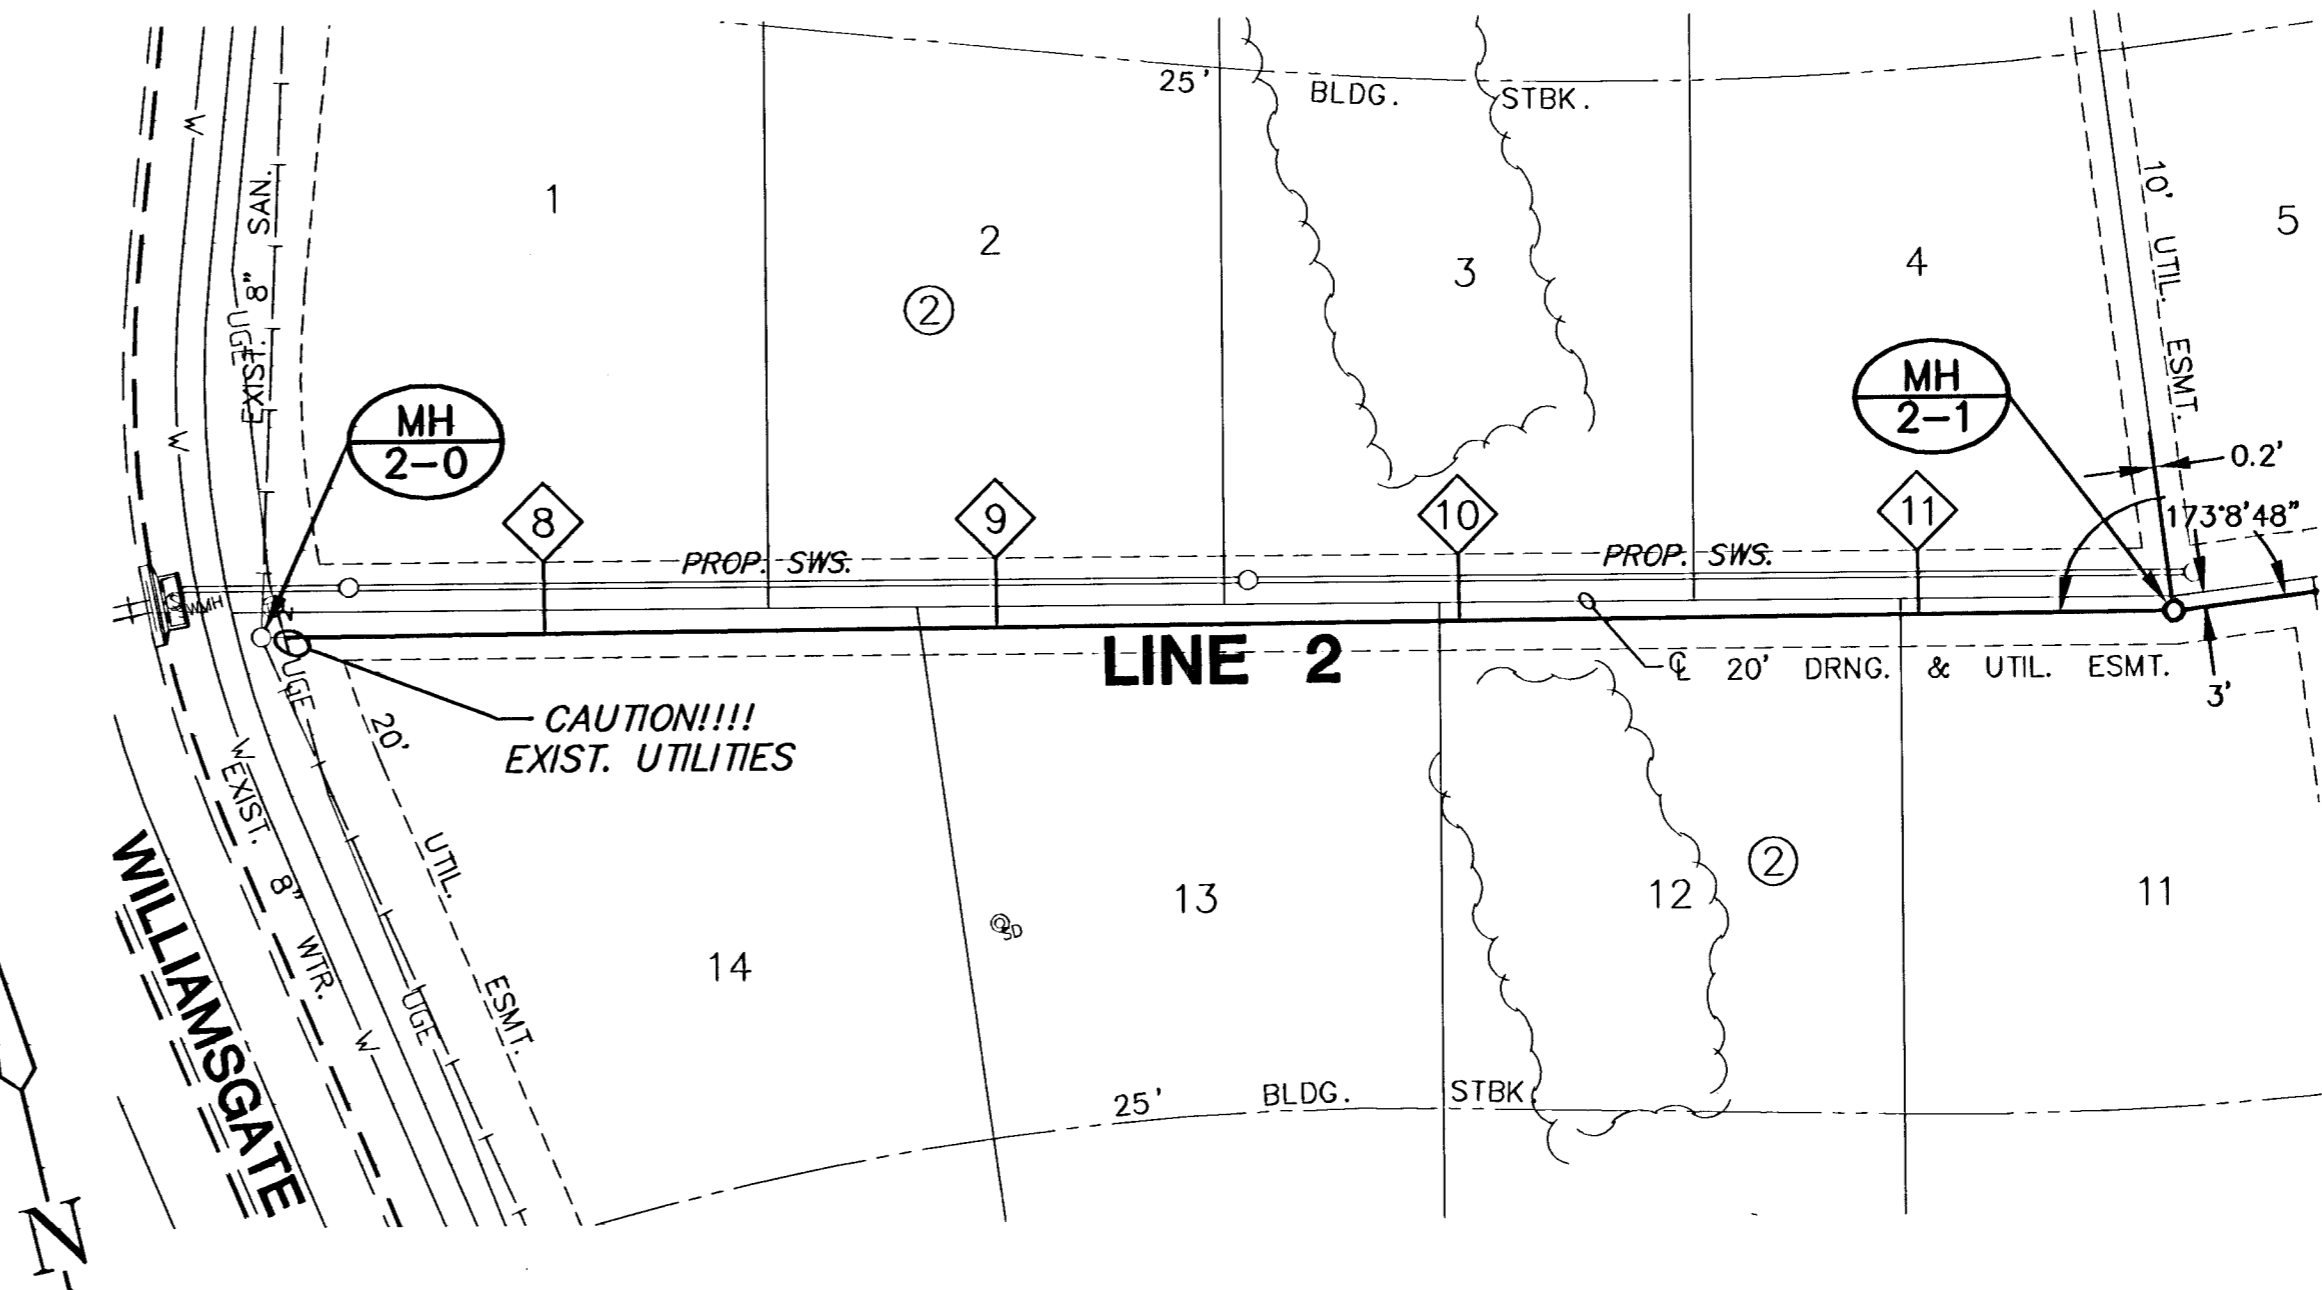 25' BLDG. STBK.
W
EXIST. 8" SAN.
UGE
1
2
2
3
4
5
10' UTIL. ESMT.
MH
2-0
MH
2-1
8
9
10
11
0.2'
173°8'48"
PROP. SWS.
PROP. SWS.
W
SWMH
LINE 2
℄ 20' DRNG. & UTIL. ESMT.
3'
CAUTION!!!!
EXIST. UTILITIES
UGE
20' UTIL. ESMT.
W
EXIST. 8" WTR.
W
UGE
WILLIAMSGATE
14
13
SD
12
2
11
25' BLDG. STBK.
N